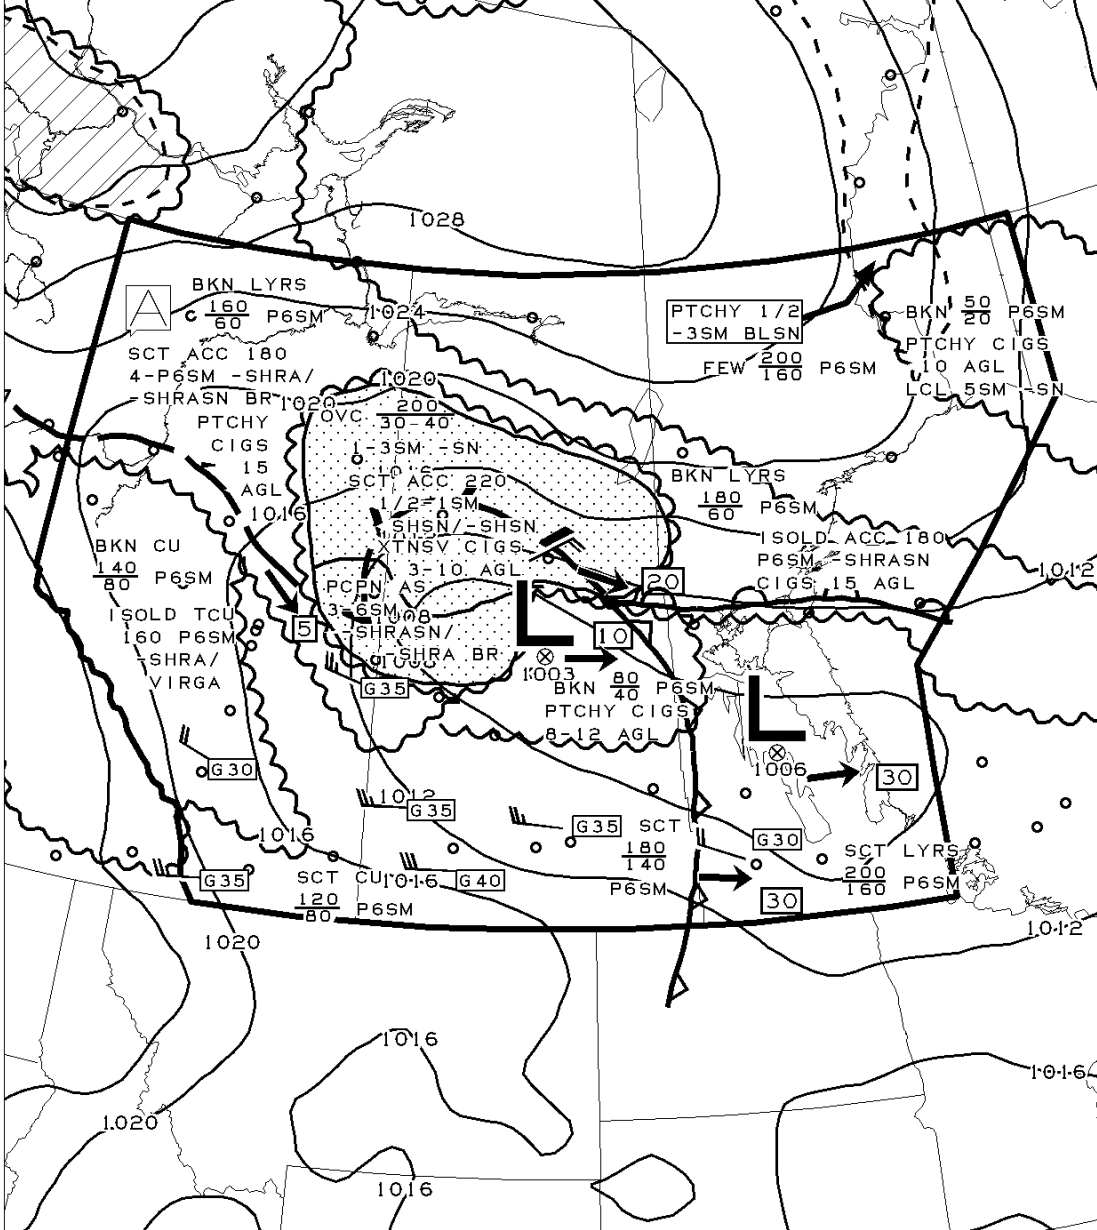 1028
BKN LYRS
160
60 P6SM
A
C
1024
SCT ACC 180
4-P6SM -SHRA/
-SHRASN BR
PTCHY
CIGS
15
AGL
1020
1020
PTCHY 1/2
-3SM BLSN
FEW 200
160 P6SM
BKN 50
20 P6SM
PTCHY CIGS
10 AGL
LCL 5SM -SN
OVC 200
30-40
1-3SM -SN
SCT ACC 220
1/2-1SM
SHSN/-SHSN
XTNSV CIGS
3-10 AGL
PCPN AS
3-6SM
-SHRASN/
-SHRA BR
1016
1008
BKN LYRS
180
60 P6SM
ISOLD ACC 180
P6SM -SHRASN
CIGS 15 AGL
1012
BKN CU
140
80 P6SM
ISOLD TCU
160 P6SM
-SHRA/
VIRGA
5
20
10
L
1003
BKN 80
40 P6SM
PTCHY CIGS
8-12 AGL
L
1006
30
G35
G30
1012
G35
G35
G30
1016
G35
SCT CU
120
80 P6SM
1016
G40
SCT
180
140
P6SM
SCT LYRS
200
160 P6SM
30
1012
1020
1016
1016
1020
1016